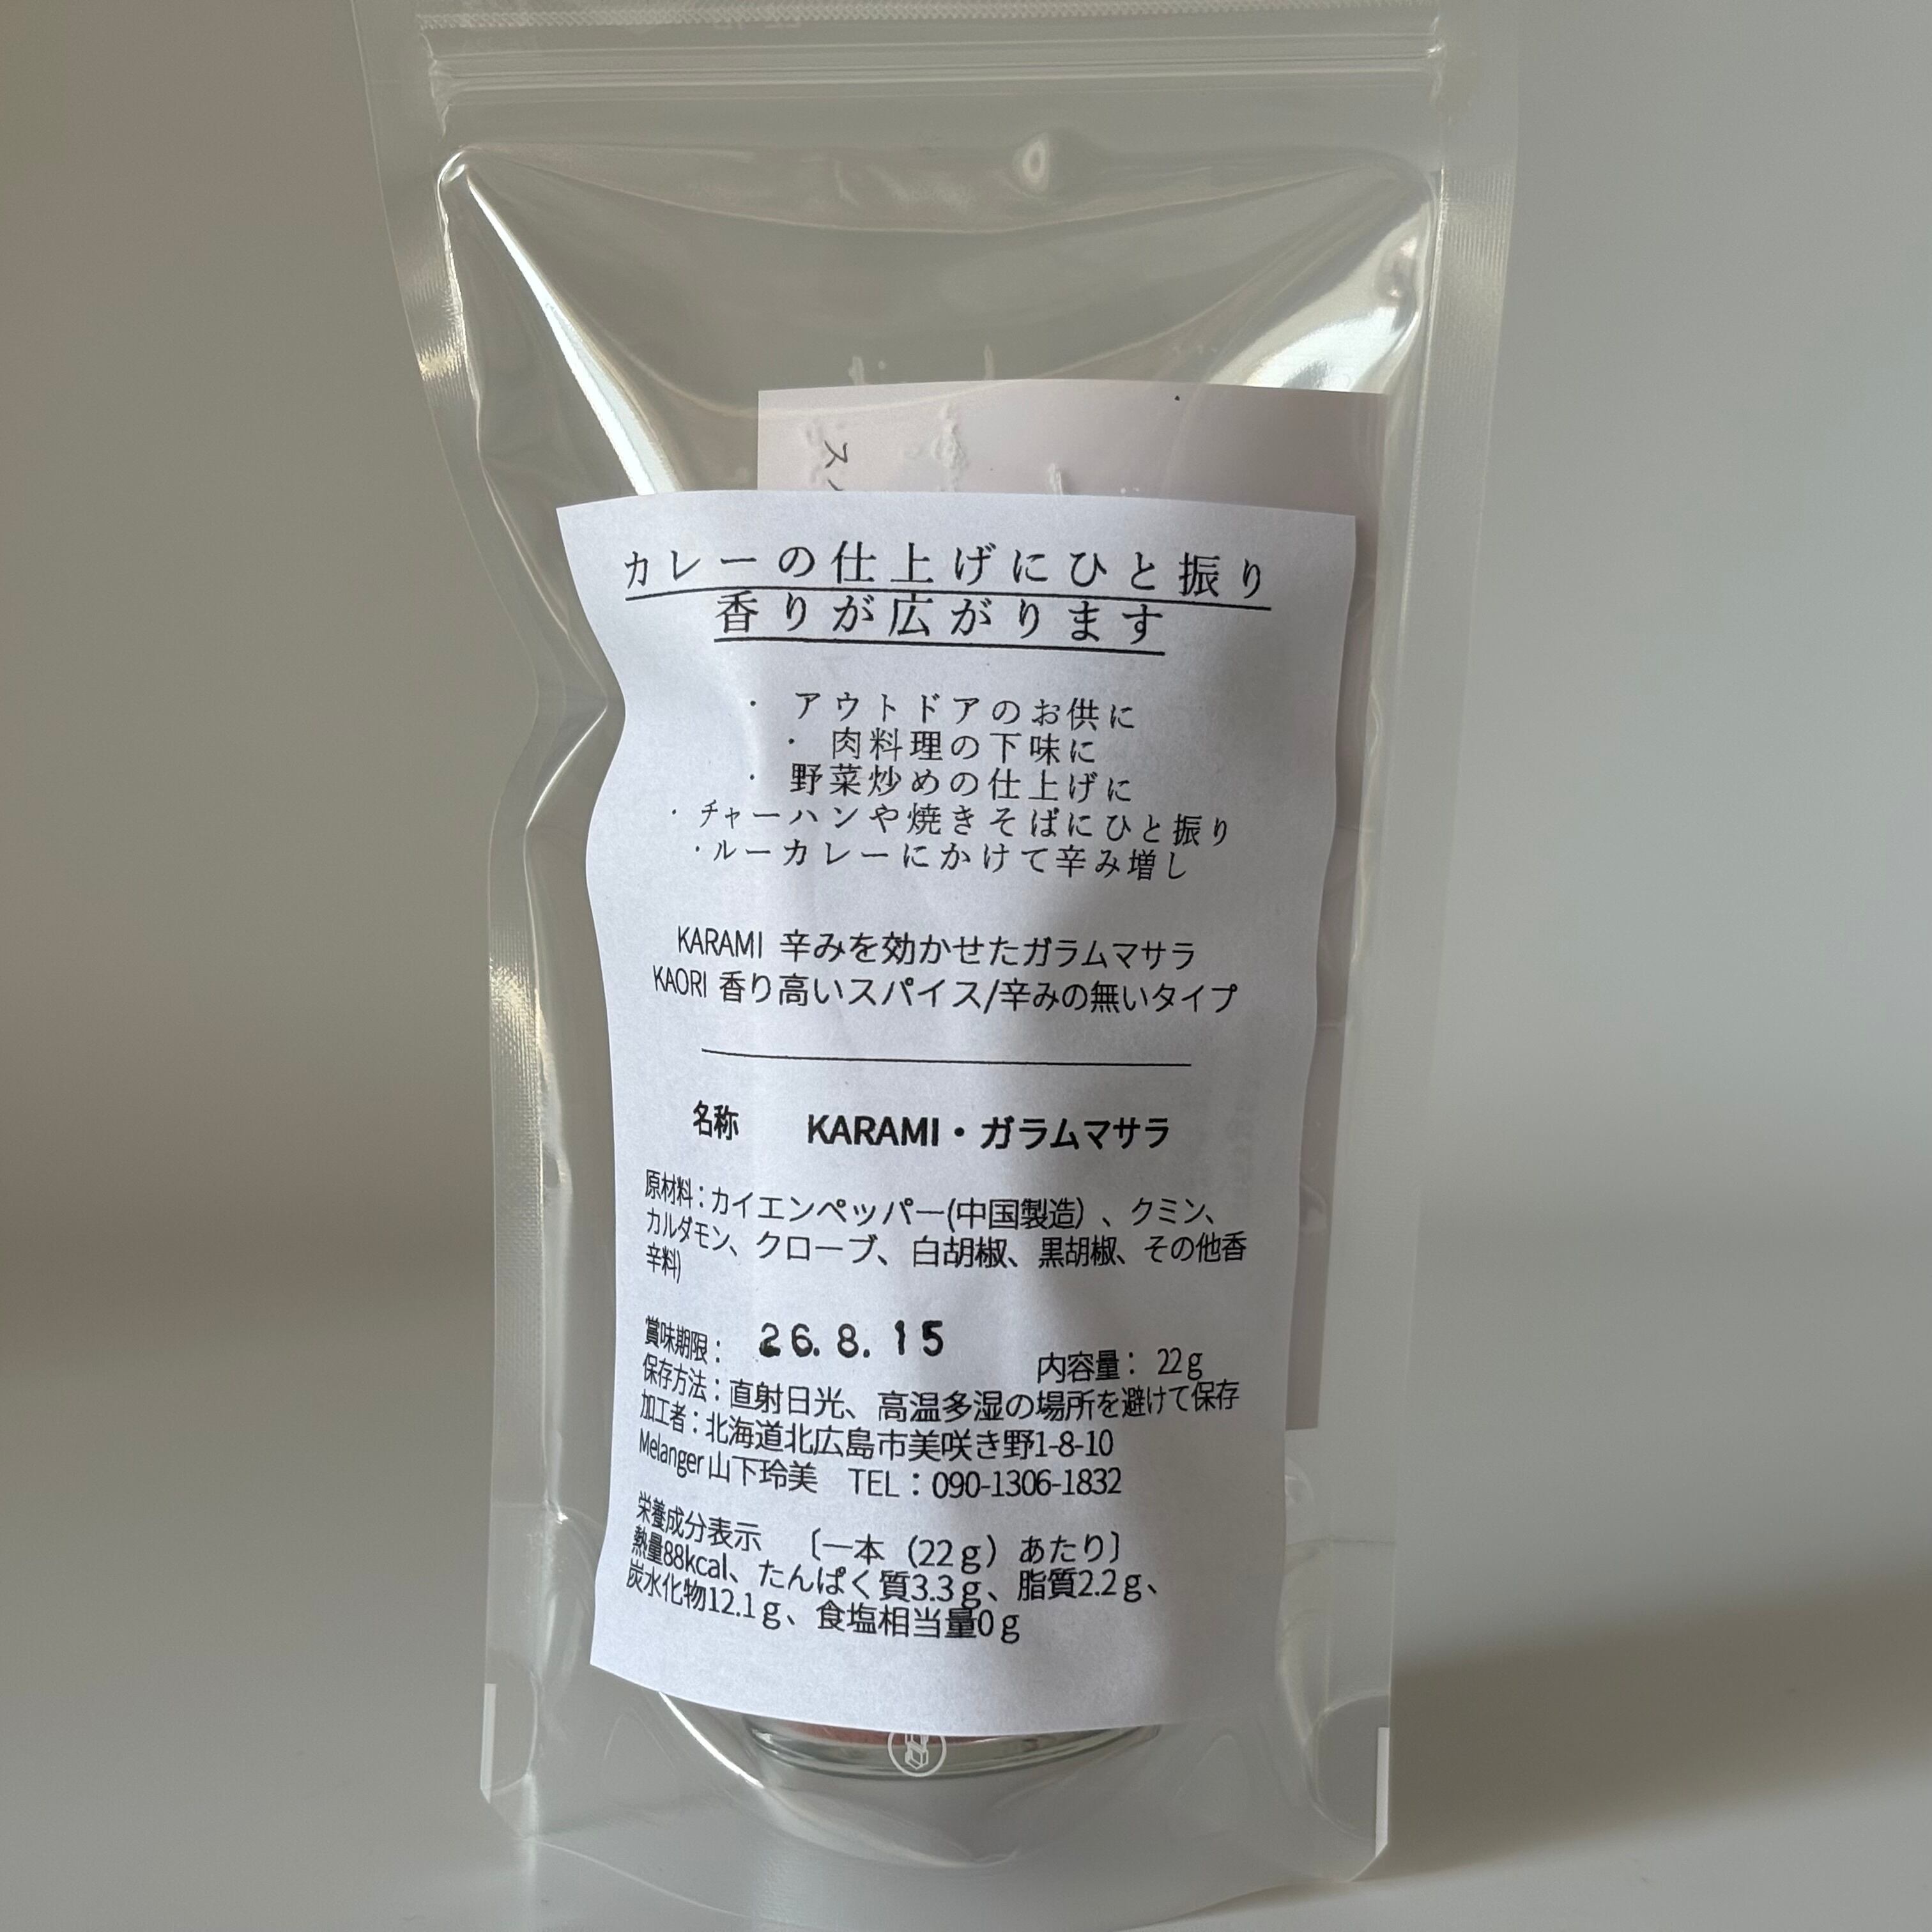 カレーの仕上げにひと振り
香りが広がります
・ アウトドアのお供に
・ 肉料理の下味に
・ 野菜炒めの仕上げに
・チャーハンや焼きそばにひと振り
・ルーカレーにかけて辛み増し
KARAMI 辛みを効かせたガラムマサラ
KAORI 香り高いスパイス/辛みの無いタイプ
名称 KARAMI・ガラムマサラ
原材料：カイエンペッパー(中国製造）、クミン、
カルダモン、クローブ、白胡椒、黒胡椒、その他香
辛料)
賞味期限： 26.8.15 内容量： 22g
保存方法：直射日光、高温多湿の場所を避けて保存
加工者：北海道北広島市美咲き野1-8-10
Melanger 山下玲美 TEL：090-1306-1832
栄養成分表示 〔一本（22g）あたり〕
熱量88kcal、たんぱく質3.3g、脂質2.2g、
炭水化物12.1g、食塩相当量0g